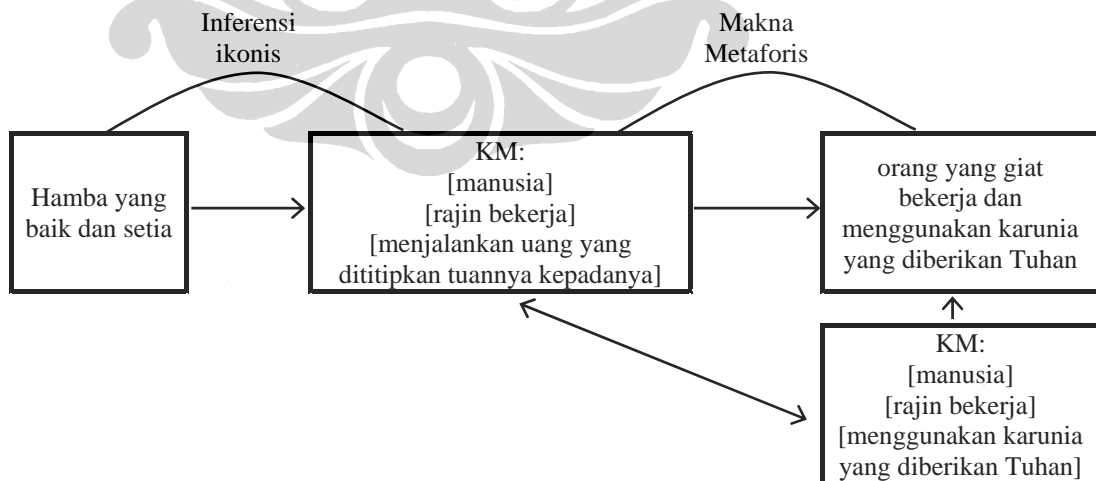 Inferensi
ikonis
Makna
Metaforis
Hamba yang
baik dan setia
KM:
[manusia]
[rajin bekerja]
[menjalankan uang yang
dititipkan tuannya kepadanya]
orang yang giat
bekerja dan
menggunakan karunia
yang diberikan Tuhan
KM:
[manusia]
[rajin bekerja]
[menggunakan karunia
yang diberikan Tuhan]